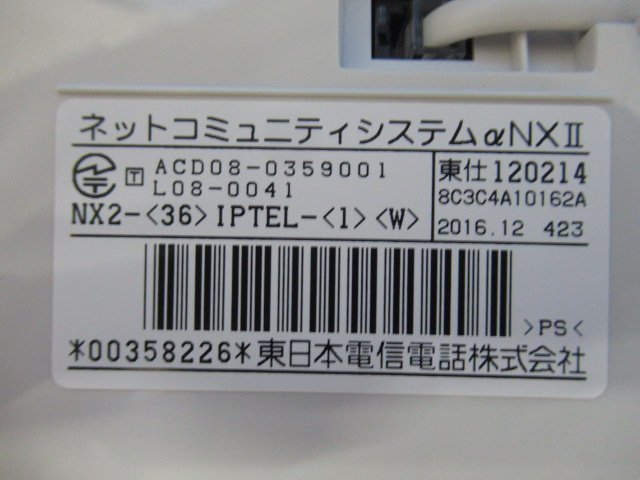 ネットコミュニティシステムαNXⅡ
T ACD08-0359001
L08-0041
NX2-<36>IPTEL-<1><W>
東仕120214
8C3C4A10162A
2016.12 423
>PS<
*00358226*東日本電信電話株式会社